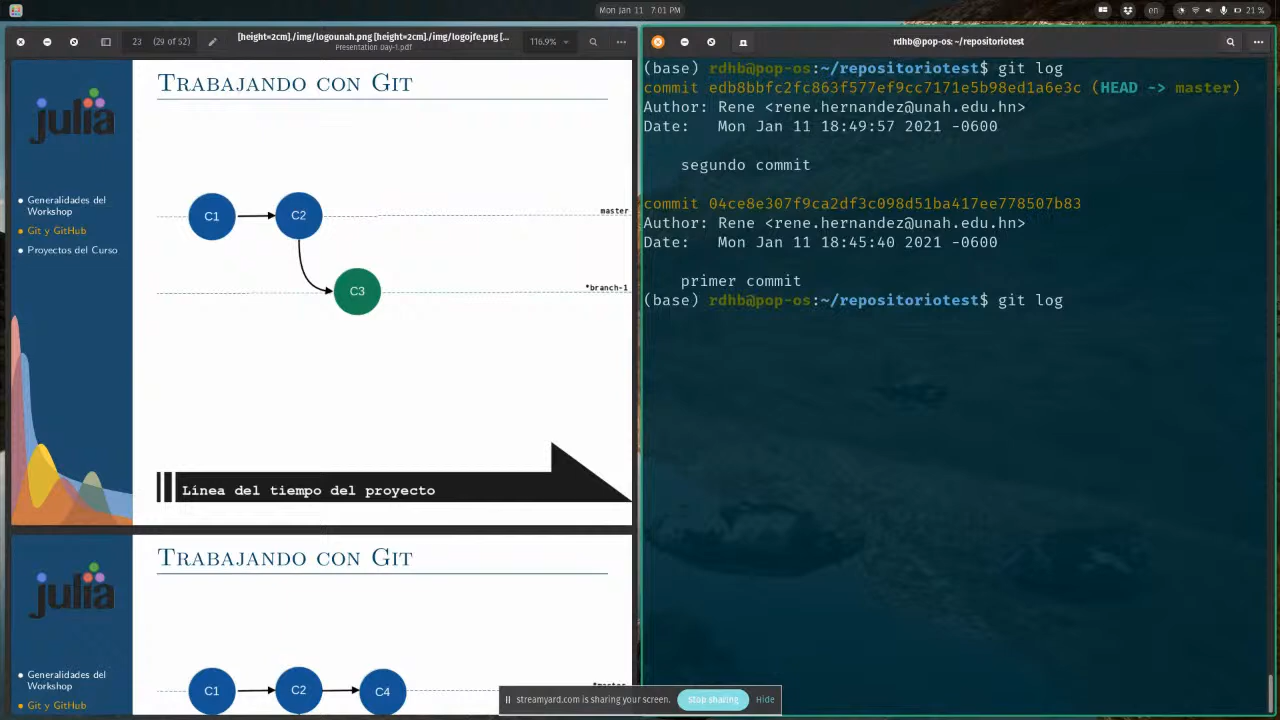 Mon Jan 11 7:01 PM
en
21 %
23 (29 of 52)
[height=2cm]./img/logounah.png [height=2cm]./img/logojfe.png [...
Presentation Day-1.pdf
116.9%
julia
Generalidades del
Workshop
Git y GitHub
Proyectos del Curso
Trabajando con Git
C1
C2
master
C3
*branch-1
Línea del tiempo del proyecto
julia
Generalidades del
Workshop
Git y GitHub
Trabajando con Git
C1
C2
C4
*master
rdhb@pop-os: ~/repositoriotest
(base) rdhb@pop-os:~/repositoriotest$ git log
commit edb8bbfc2fc863f577ef9cc7171e5b98ed1a6e3c (HEAD -> master)
Author: Rene <rene.hernandez@unah.edu.hn>
Date:   Mon Jan 11 18:49:57 2021 -0600
segundo commit
commit 04ce8e307f9ca2df3c098d51ba417ee778507b83
Author: Rene <rene.hernandez@unah.edu.hn>
Date:   Mon Jan 11 18:45:40 2021 -0600
primer commit
(base) rdhb@pop-os:~/repositoriotest$ git log
streamyard.com is sharing your screen.
Stop sharing
Hide